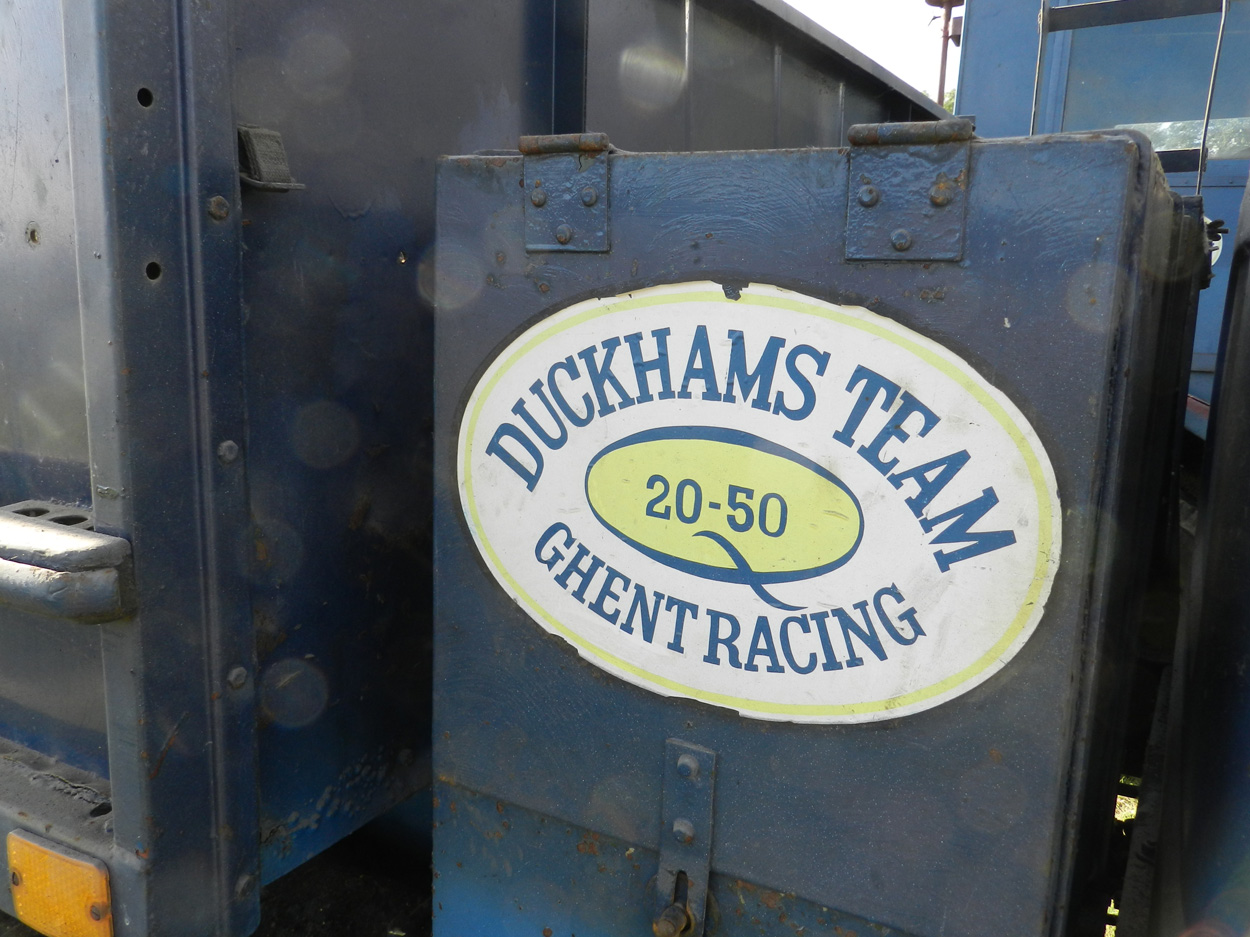 DUCKHAMS TEAM
20-50
GHENT RACING